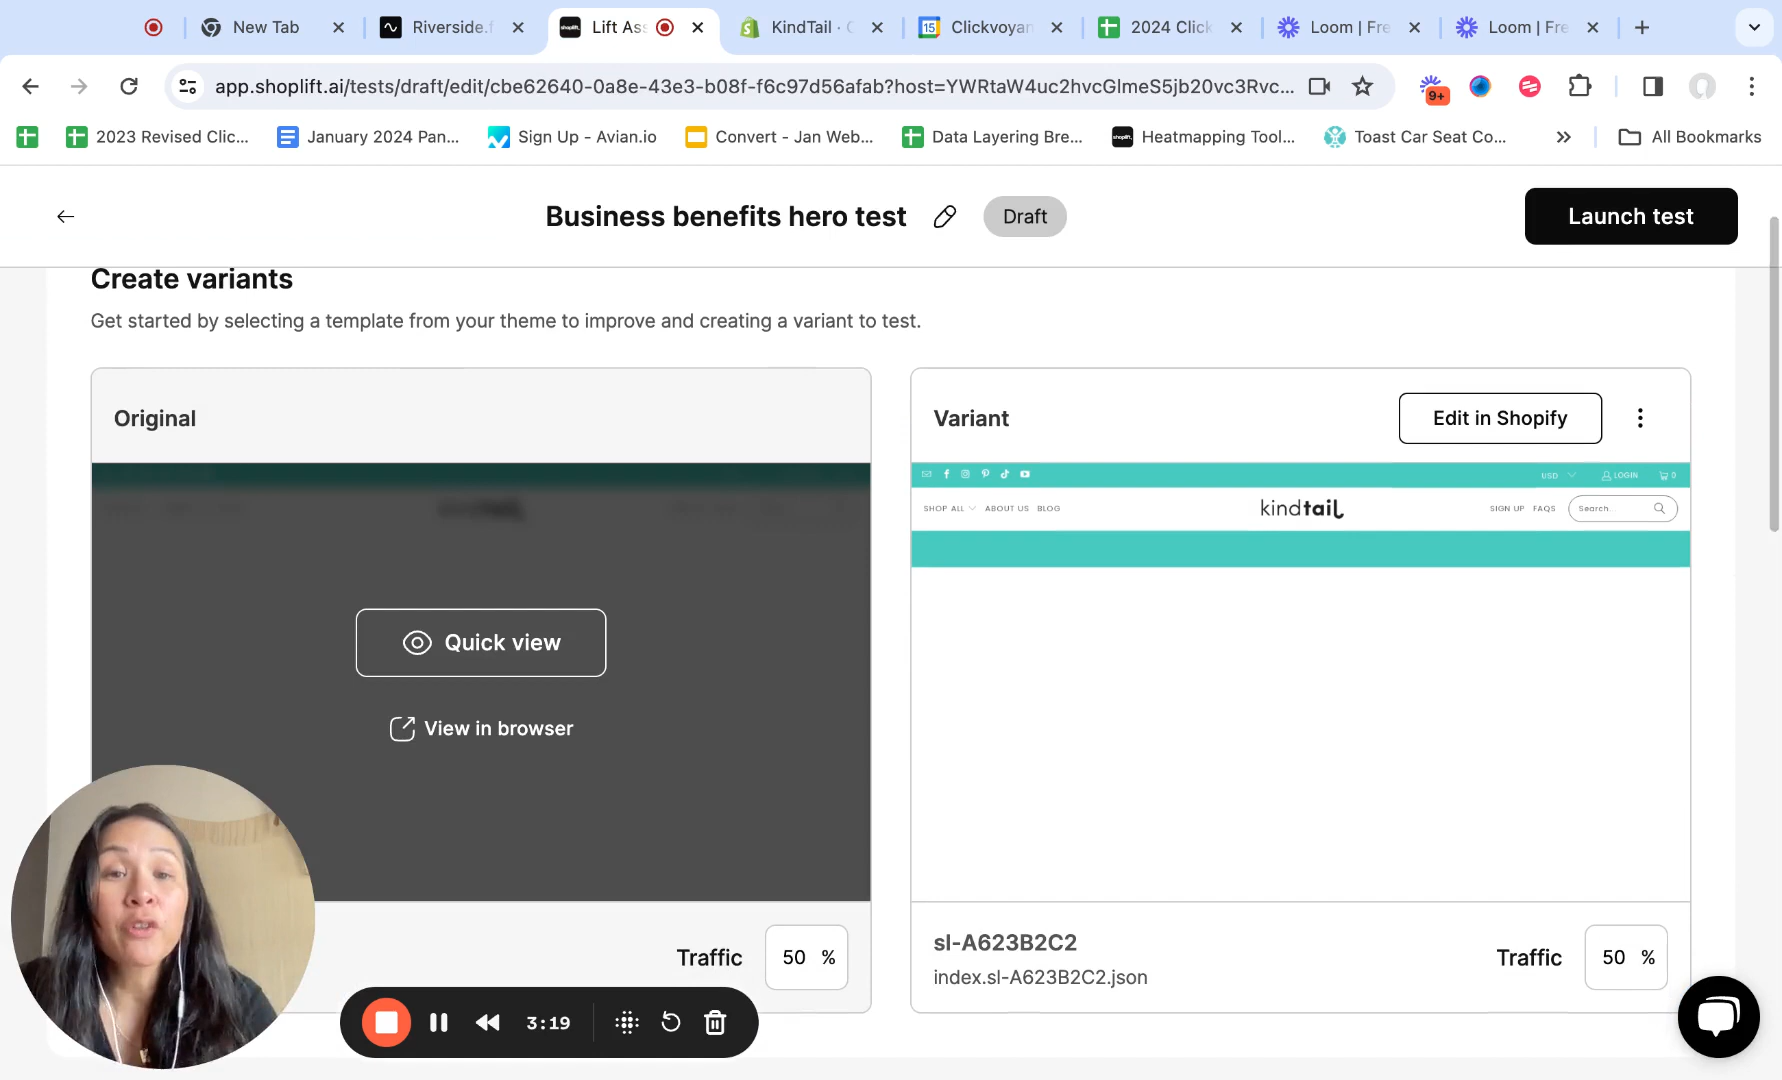 New Tab
Riverside.f
Lift Ass
KindTail · C
Clickvoyan
2024 Click
Loom | Fre
Loom | Fre
app.shoplift.ai/tests/draft/edit/cbe62640-0a8e-43e3-b08f-f6c97d56afab?host=YWRtaW4uc2hvcGlmeS5jb20vc3Rvc...
9+
2023 Revised Clic...
January 2024 Pan...
Sign Up - Avian.io
Convert - Jan Web...
Data Layering Bre...
Heatmapping Tool...
Toast Car Seat Co...
All Bookmarks
Business benefits hero test
Draft
Launch test
Create variants
Get started by selecting a template from your theme to improve and creating a variant to test.
Original
Variant
Edit in Shopify
USD
LOGIN
0
SHOP ALL
ABOUT US
BLOG
kindtail
SIGN UP
FAQS
Search
Quick view
View in browser
Traffic
50 %
sl-A623B2C2
index.sl-A623B2C2.json
Traffic
50 %
3:19